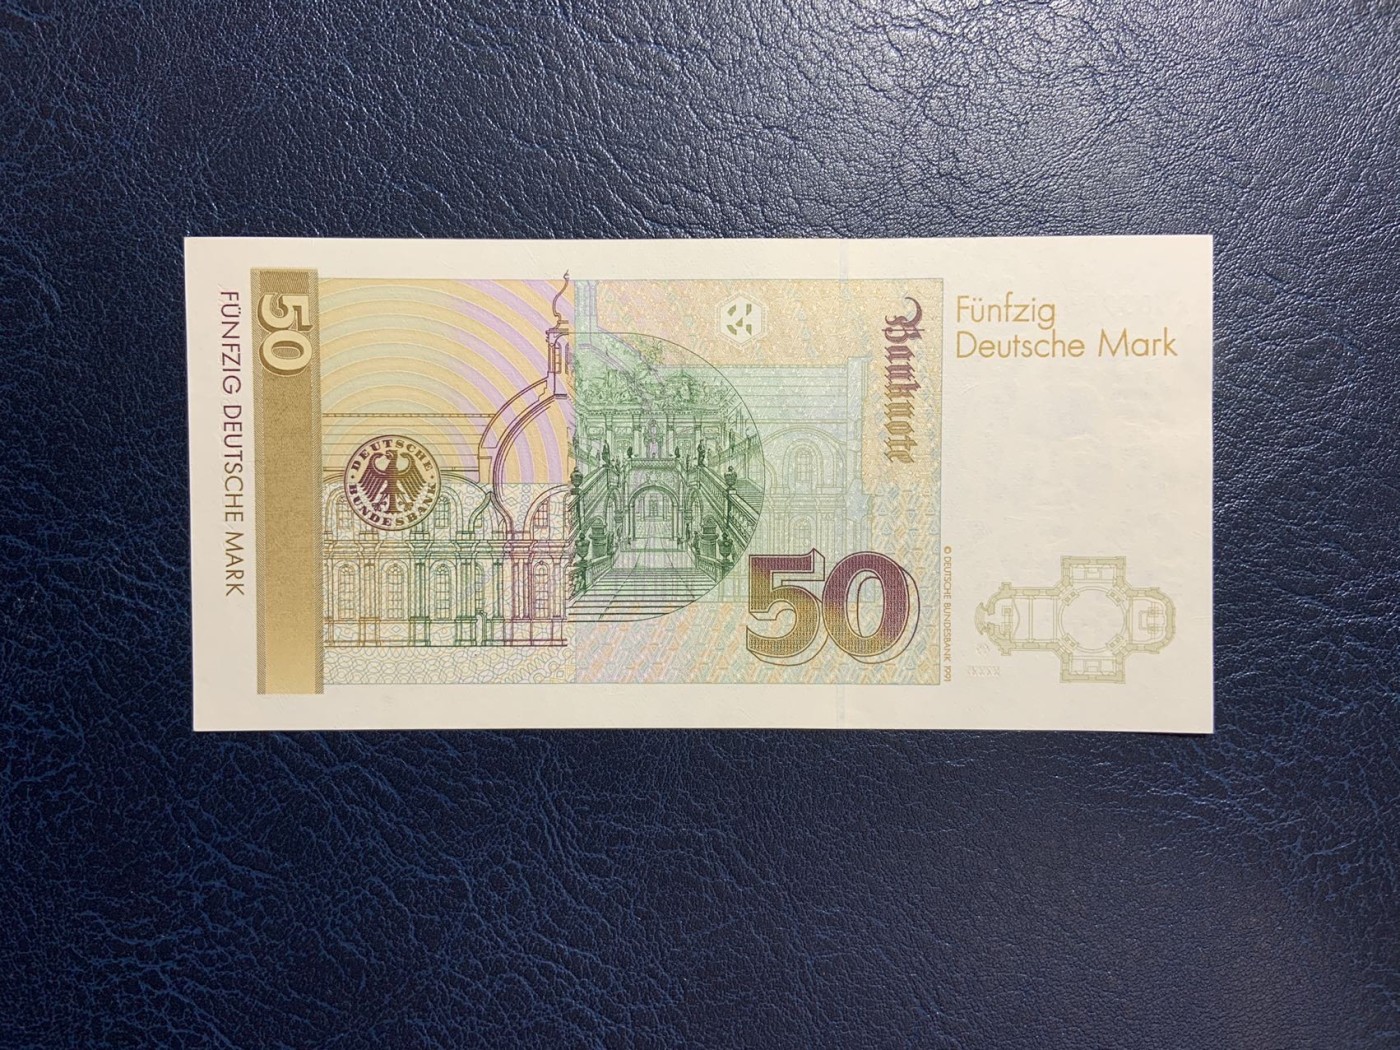 FÜNFZIG DEUTSCHE MARK
50
DEUTSCHE
BUNDESBANK
Banknote
50
© DEUTSCHE BUNDESBANK 1991
Fünfzig
Deutsche Mark